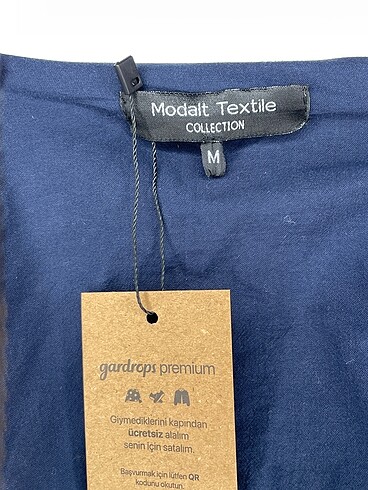 Modalt Textile
COLLECTION
M
gardrops premium
Giymediklerini kapından
ücretsiz alalım
senin için satalım.
Başvurmak için lütfen QR
kodunu okutun.